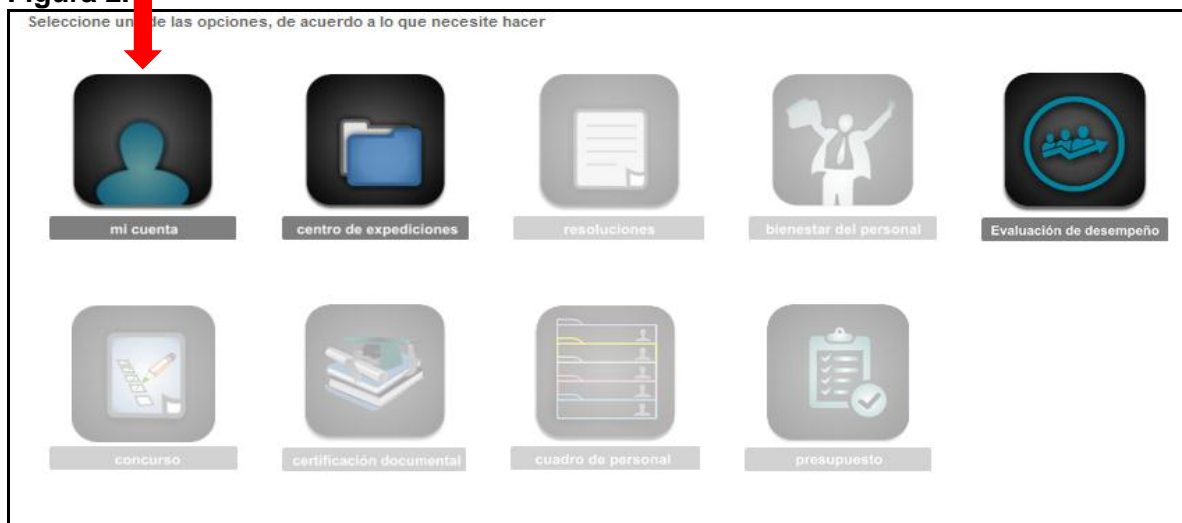 Figura 2.
Seleccione una de las opciones, de acuerdo a lo que necesite hacer
mi cuenta
centro de expediciones
resoluciones
bienestar del personal
Evaluación de desempeño
concurso
certificación documental
cuadro de personal
presupuesto